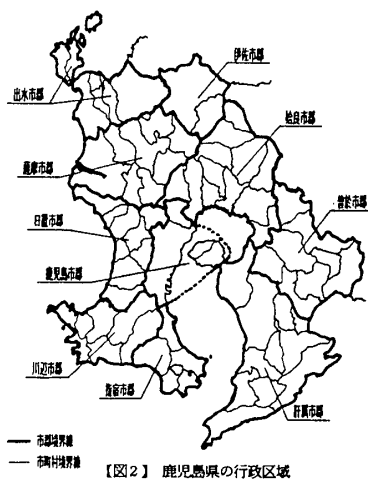 伊佐市郡
出水市郡
姶良市郡
薩摩市郡
曽於市郡
日置市郡
鹿児島市郡
川辺市郡
指宿市郡
肝属市郡
市郡境界線
市町村境界線
【図2】 鹿児島県の行政区域